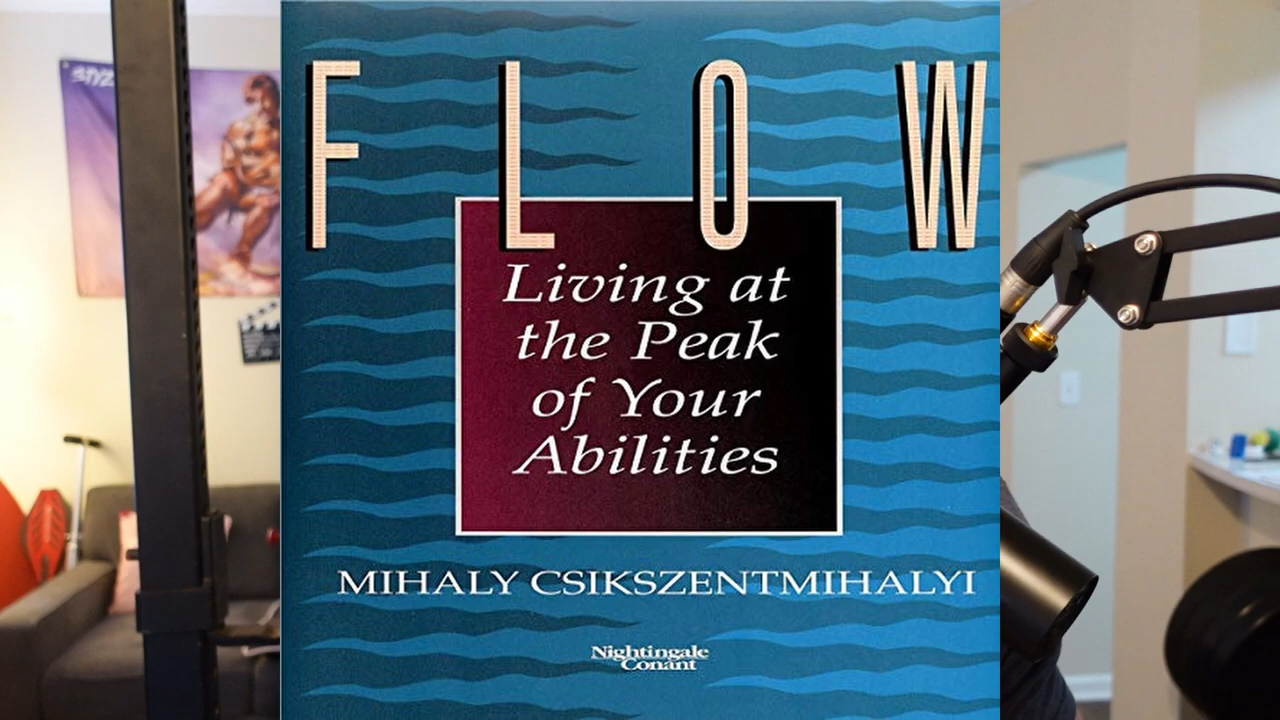 FLOW
Living at
the Peak
of Your
Abilities
MIHALY CSIKSZENTMIHALYI
Nightingale
Conant